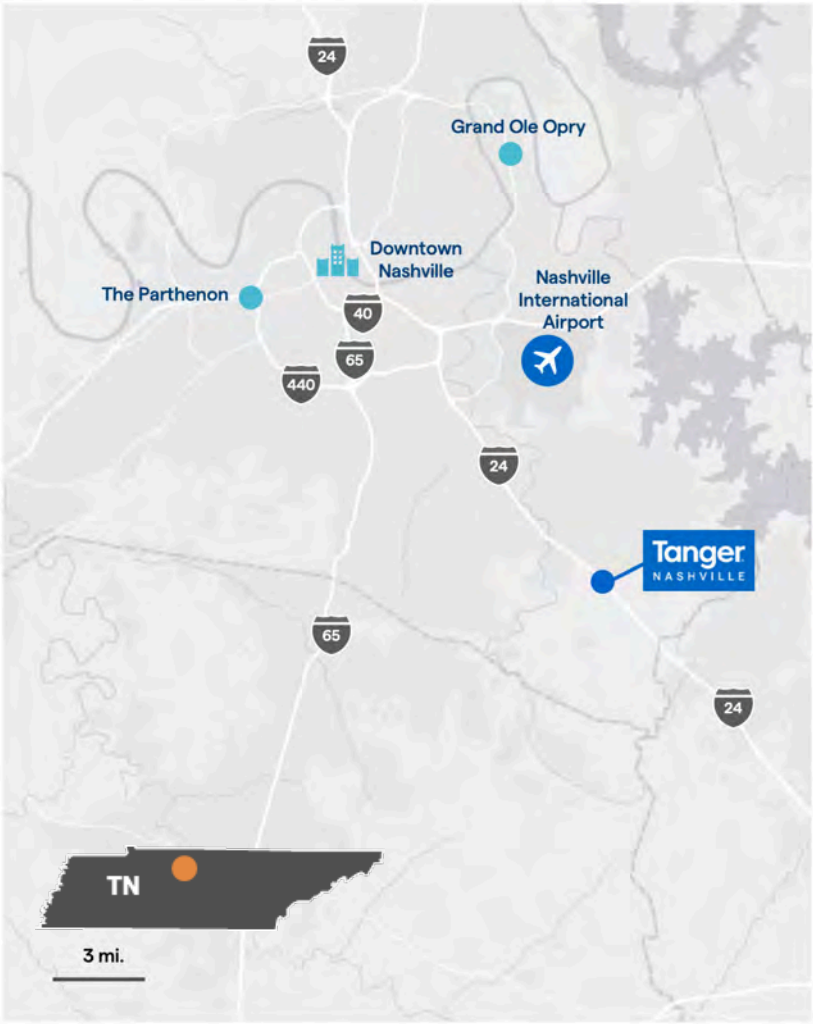 24
Grand Ole Opry
Downtown
Nashville
Nashville
International
Airport
The Parthenon
40
65
440
24
Tanger
NASHVILLE
65
24
TN
3 mi.